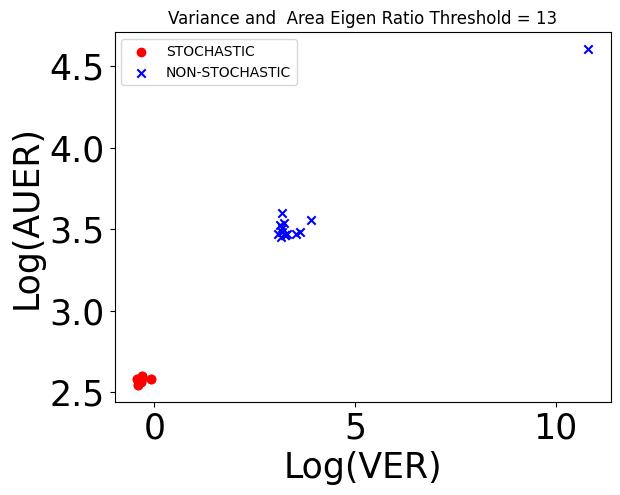 Variance and  Area Eigen Ratio Threshold = 13
STOCHASTIC
NON-STOCHASTIC
4.5
4.0
3.5
3.0
2.5
Log(AUER)
0 5 10
Log(VER)